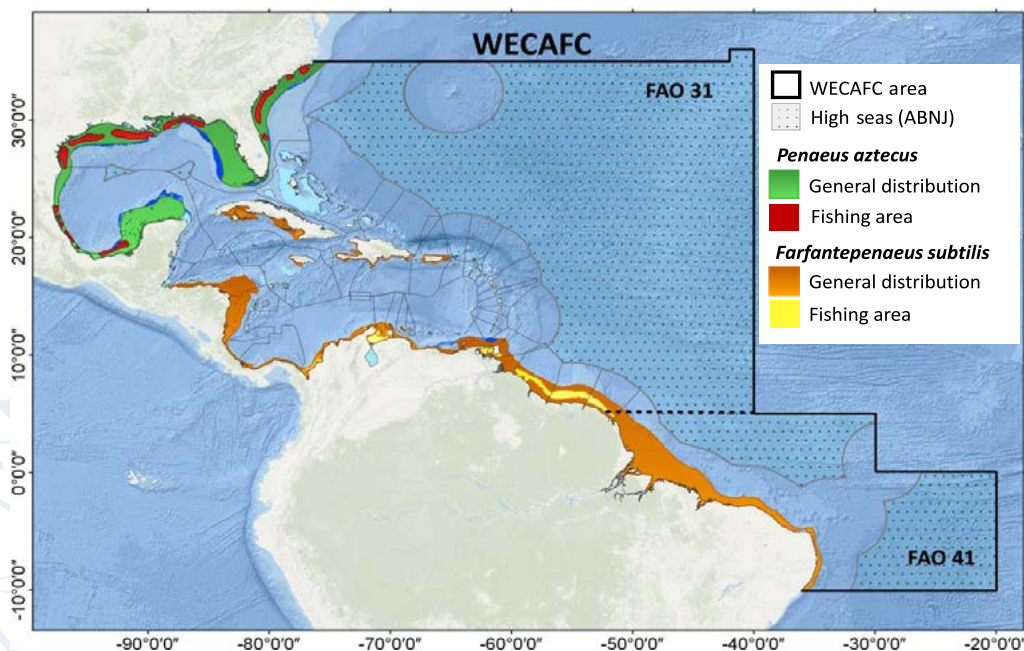 WECAFC
FAO 31
WECAFC area
High seas (ABNJ)
Penaeus aztecus
General distribution
Fishing area
Farfantepenaeus subtilis
General distribution
Fishing area
FAO 41
30°0'0"
20°0'0"
10°0'0"
0°0'0"
-10°0'0"
-90°0'0"
-80°0'0"
-70°0'0"
-60°0'0"
-50°0'0"
-40°0'0"
-30°0'0"
-20°0'0"